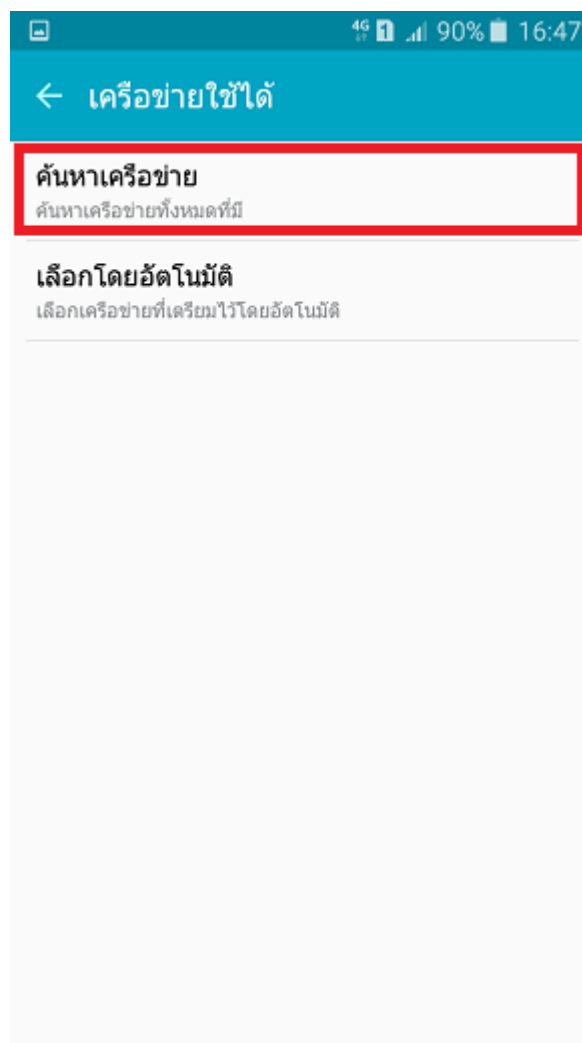 4G 1 90% 16:47
เครือข่ายใช้ได้
ค้นหาเครือข่าย
ค้นหาเครือข่ายทั้งหมดที่มี
เลือกโดยอัตโนมัติ
เลือกเครือข่ายที่เตรียมไว้โดยอัตโนมัติ